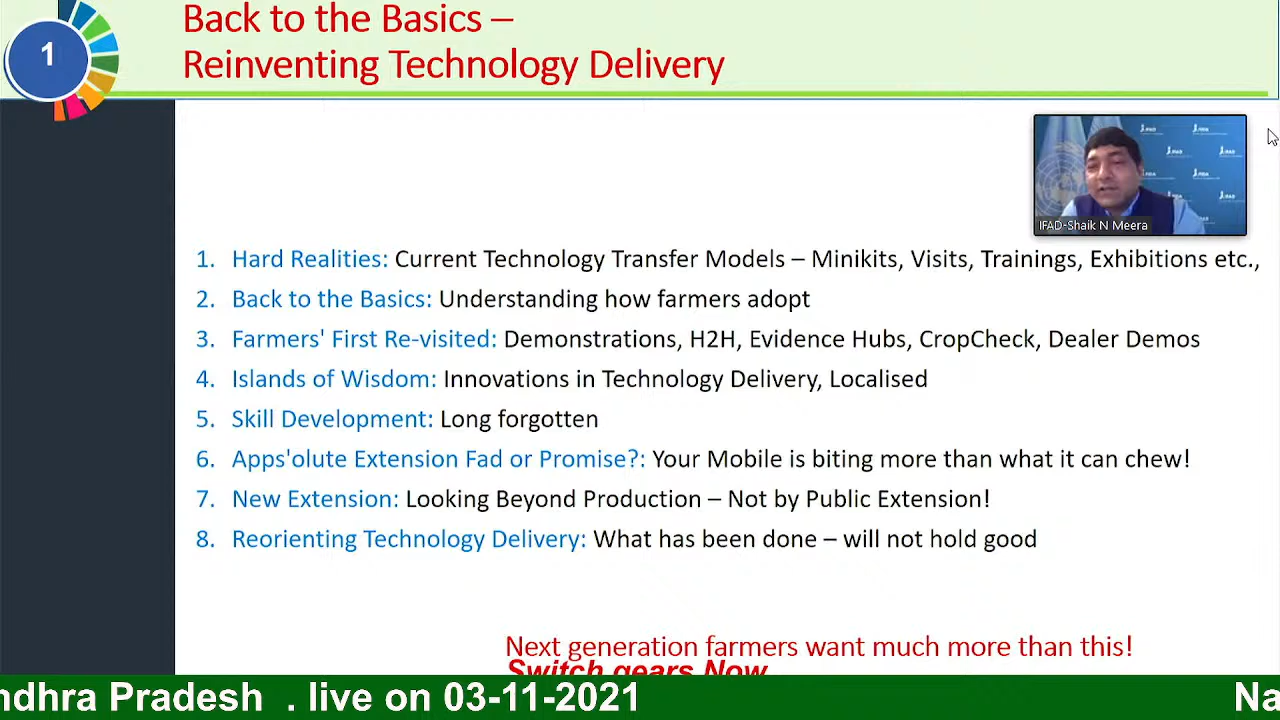 1
Back to the Basics –
Reinventing Technology Delivery
IFAD-Shaik N Meera
1. Hard Realities: Current Technology Transfer Models – Minikits, Visits, Trainings, Exhibitions etc.,
2. Back to the Basics: Understanding how farmers adopt
3. Farmers' First Re-visited: Demonstrations, H2H, Evidence Hubs, CropCheck, Dealer Demos
4. Islands of Wisdom: Innovations in Technology Delivery, Localised
5. Skill Development: Long forgotten
6. Apps'olute Extension Fad or Promise?: Your Mobile is biting more than what it can chew!
7. New Extension: Looking Beyond Production – Not by Public Extension!
8. Reorienting Technology Delivery: What has been done – will not hold good
Next generation farmers want much more than this!
Switch gears Now
ndhra Pradesh . live on 03-11-2021 Na